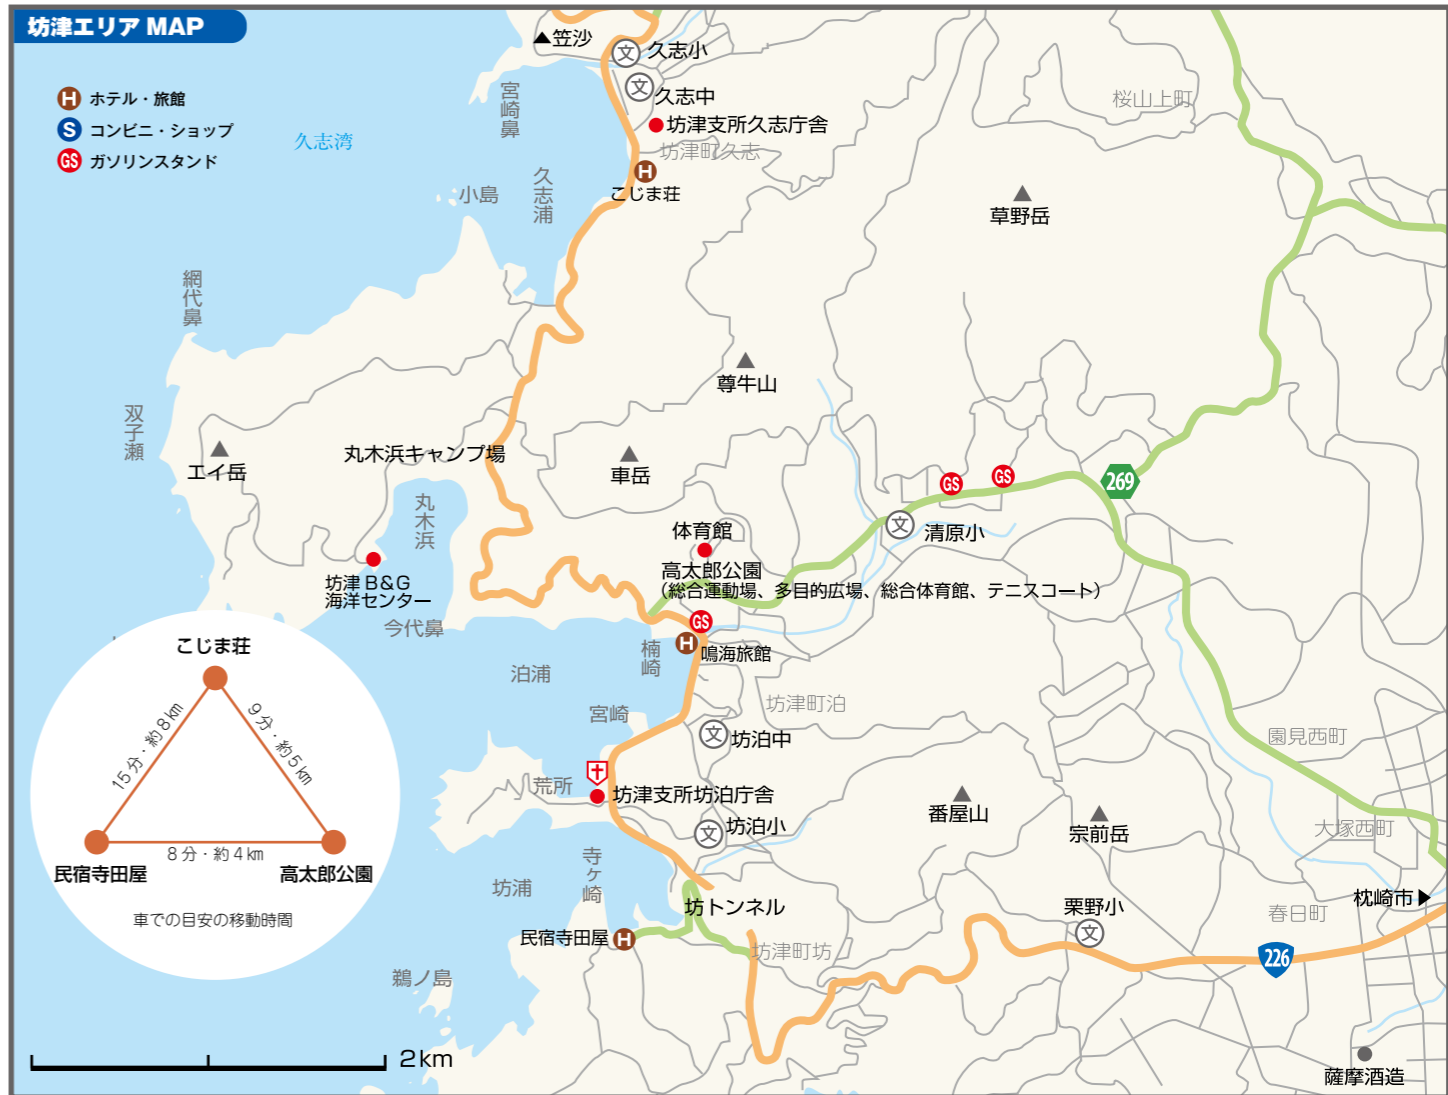 坊津エリア MAP
H ホテル・旅館
S コンビニ・ショップ
GS ガソリンスタンド
▲笠沙
文 久志小
文 久志中
坊津支所久志庁舎
坊津町久志
H
こじま荘
宮崎鼻
久志湾
小島
久志浦
桜山上町
草野岳
網代鼻
双子瀬
エイ岳
尊牛山
丸木浜キャンプ場
車岳
丸木浜
GS
GS
269
文 清原小
体育館
高太郎公園
（総合運動場、多目的広場、総合体育館、テニスコート）
坊津 B&G
海洋センター
今代鼻
GS
H 鳴海旅館
楠崎
泊浦
宮崎
坊津町泊
文 坊泊中
園見西町
荒所
坊津支所坊泊庁舎
文 坊泊小
番屋山
宗前岳
大塚西町
寺ヶ崎
坊浦
坊トンネル
栗野小
文
枕崎市▶
春日町
民宿寺田屋 H
坊津町坊
226
鵜ノ島
薩摩酒造
こじま荘
15分・約8km
9分・約5km
8分・約4km
民宿寺田屋
高太郎公園
車での目安の移動時間
2km